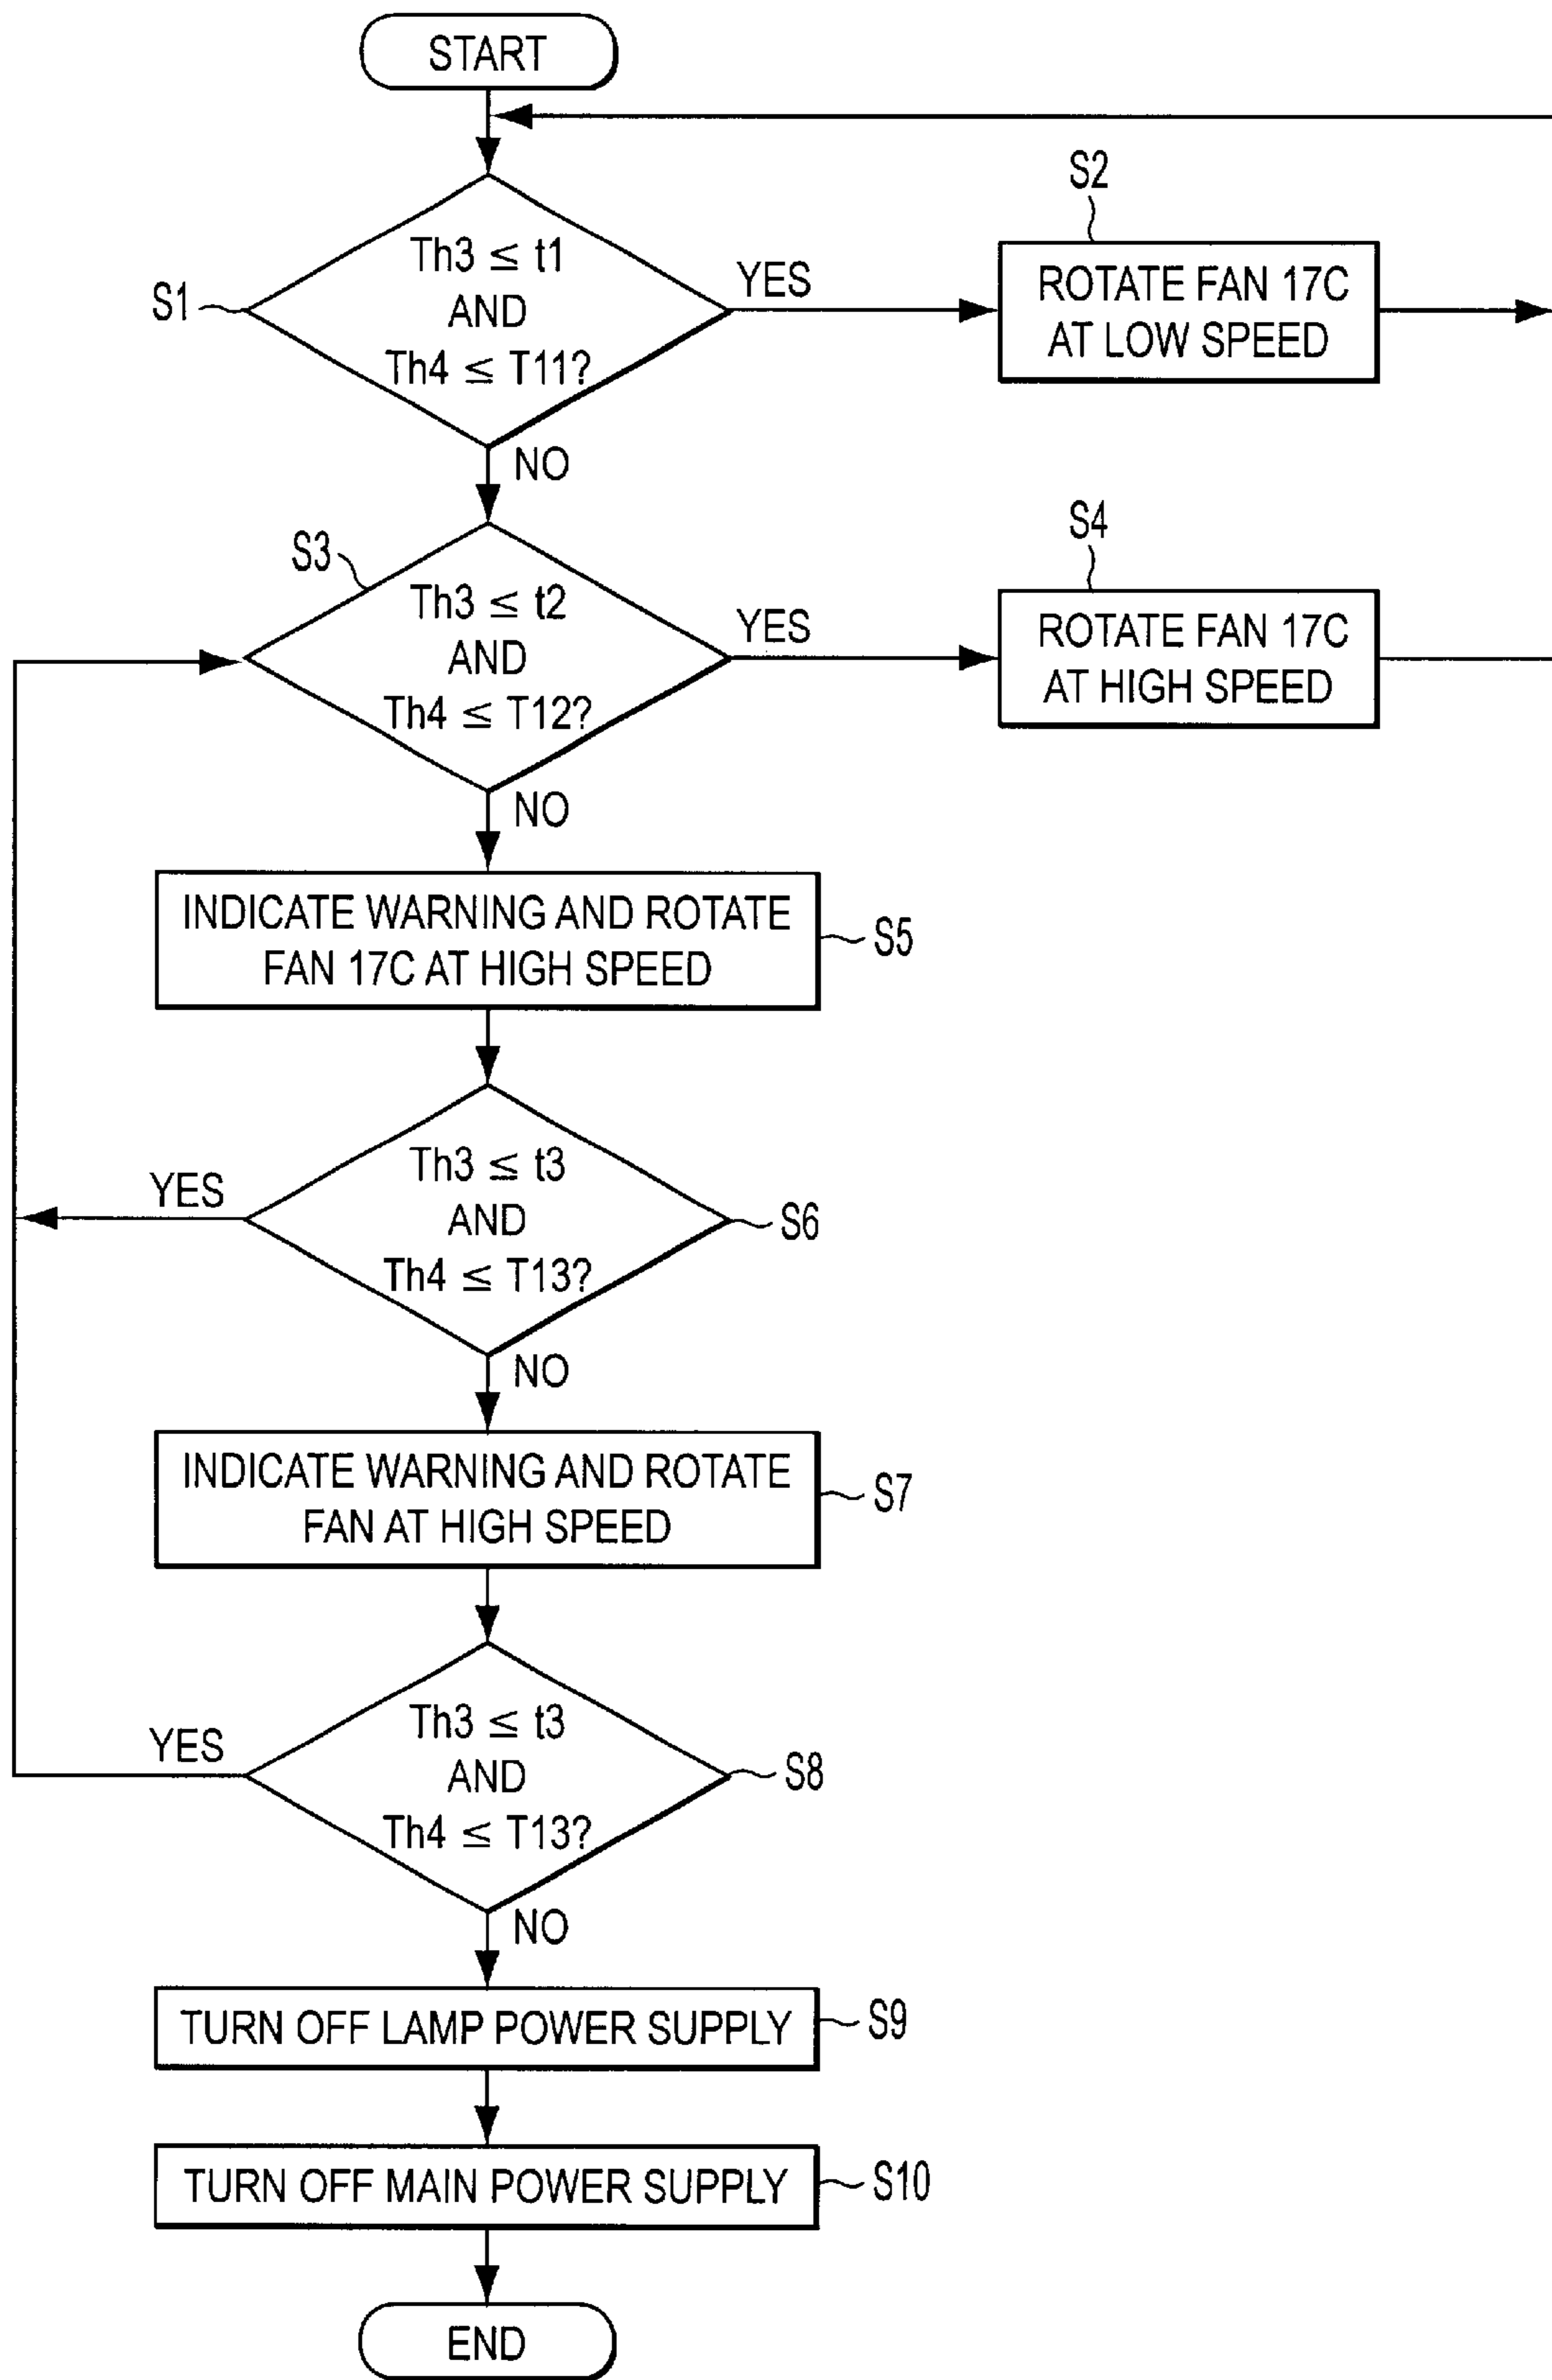 START
S1
Th3 ≤ t1
AND
Th4 ≤ T11?
YES
S2
ROTATE FAN 17C
AT LOW SPEED
NO
S3
Th3 ≤ t2
AND
Th4 ≤ T12?
YES
S4
ROTATE FAN 17C
AT HIGH SPEED
NO
INDICATE WARNING AND ROTATE
FAN 17C AT HIGH SPEED
S5
YES
Th3 ≤ t3
AND
Th4 ≤ T13?
S6
NO
INDICATE WARNING AND ROTATE
FAN AT HIGH SPEED
S7
YES
Th3 ≤ t3
AND
Th4 ≤ T13?
S8
NO
TURN OFF LAMP POWER SUPPLY
S9
TURN OFF MAIN POWER SUPPLY
S10
END